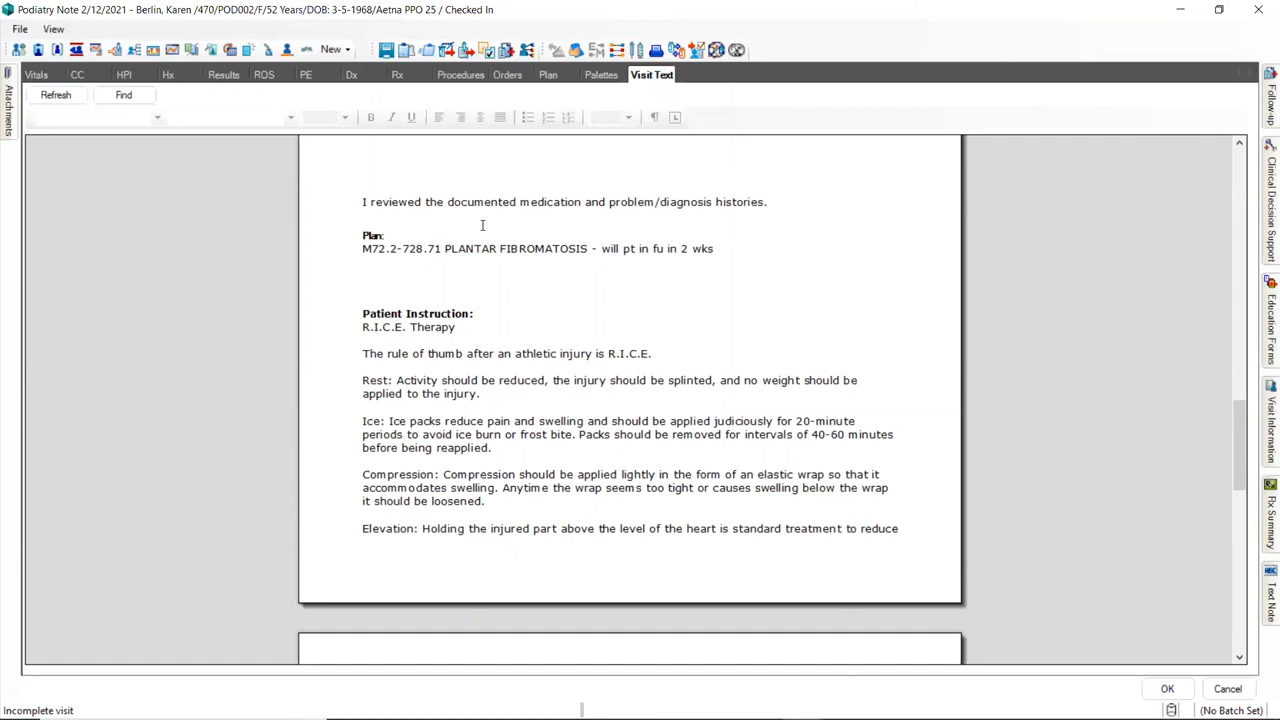 Podiatry Note 2/12/2021 - Berlin, Karen /470/POD002/F/52 Years/DOB: 3-5-1968/Aetna PPO 25 / Checked In
File View
New
Vitals CC HPI Hx Results ROS PE Dx Rx Procedures Orders Plan Palettes Visit Text
Refresh Find
Attachments
I reviewed the documented medication and problem/diagnosis histories.
Plan:
M72.2-728.71 PLANTAR FIBROMATOSIS - will pt in fu in 2 wks
Patient Instruction:
R.I.C.E. Therapy
The rule of thumb after an athletic injury is R.I.C.E.
Rest: Activity should be reduced, the injury should be splinted, and no weight should be
applied to the injury.
Ice: Ice packs reduce pain and swelling and should be applied judiciously for 20-minute
periods to avoid ice burn or frost bite. Packs should be removed for intervals of 40-60 minutes
before being reapplied.
Compression: Compression should be applied lightly in the form of an elastic wrap so that it
accommodates swelling. Anytime the wrap seems too tight or causes swelling below the wrap
it should be loosened.
Elevation: Holding the injured part above the level of the heart is standard treatment to reduce
Follow-up
Clinical Decision Support
Education Forms
Visit Information
Rx Summary
Text Note
OK Cancel
Incomplete visit
(No Batch Set)